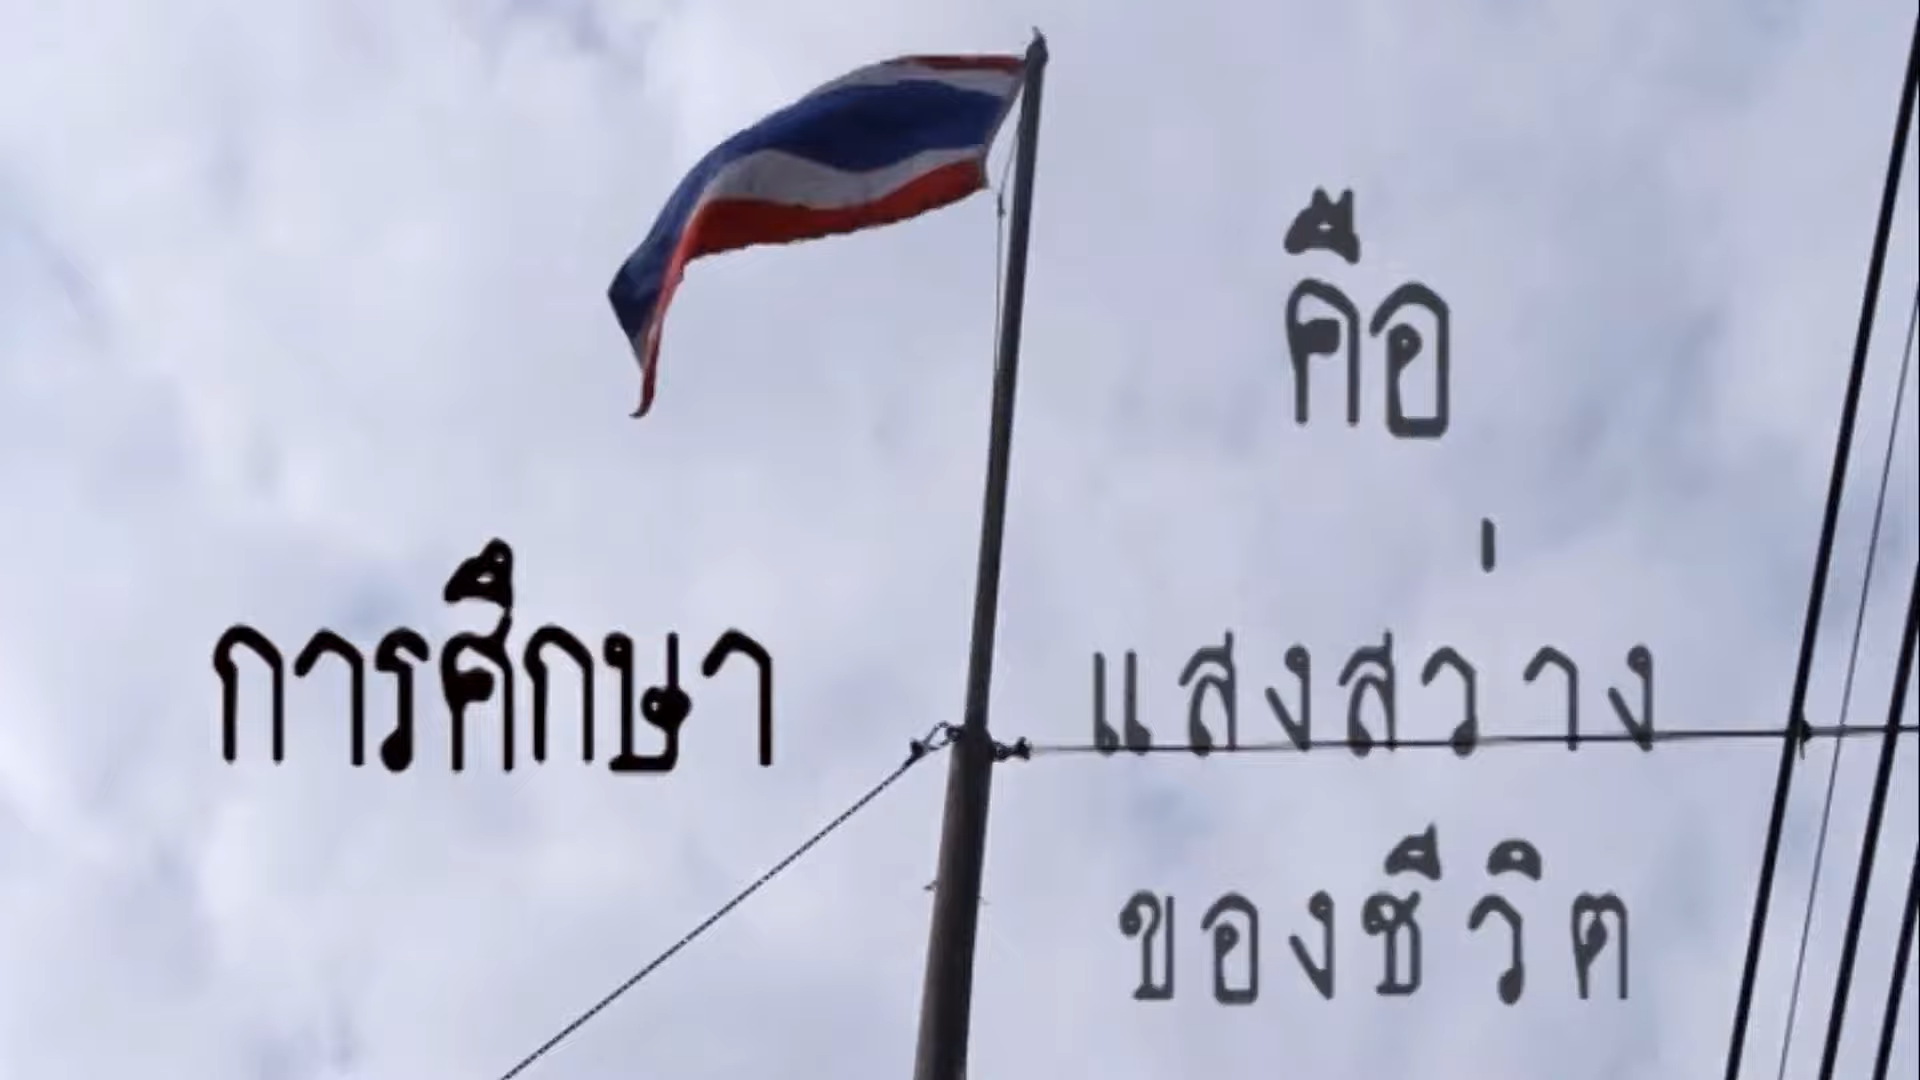 การศึกษา
คือ
แสงสว่าง
ของชีวิต